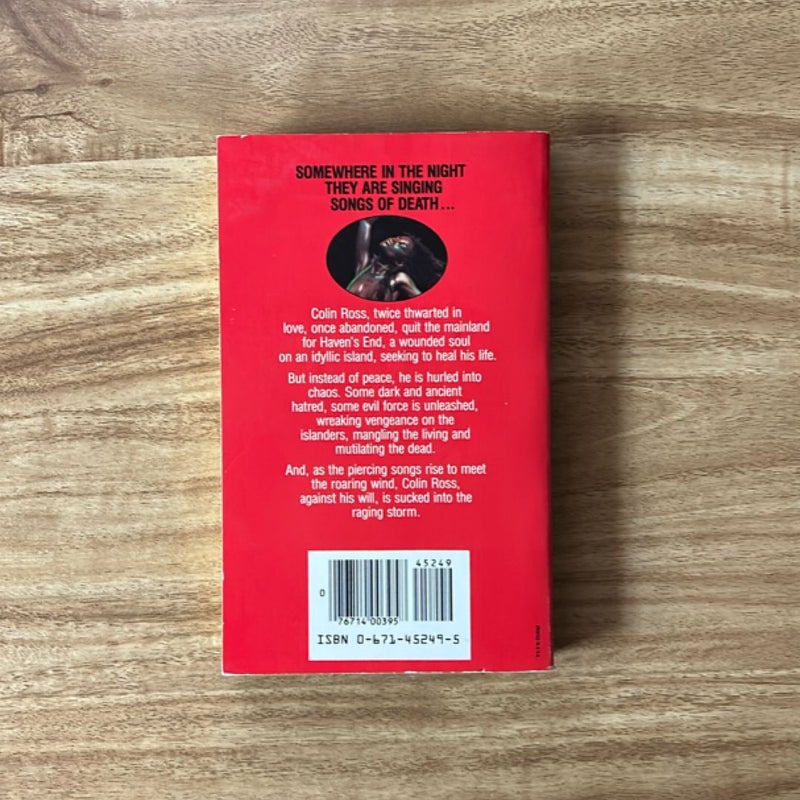 SOMEWHERE IN THE NIGHT
THEY ARE SINGING
SONGS OF DEATH...
Colin Ross, twice thwarted in
love, once abandoned, quit the mainland
for Haven's End, a wounded soul
on an idyllic island, seeking to heal his life.
But instead of peace, he is hurled into
chaos. Some dark and ancient
hatred, some evil force is unleashed,
wreaking vengeance on the
islanders, mangling the living and
mutilating the dead.
And, as the piercing songs rise to meet
the roaring wind, Colin Ross,
against his will, is sucked into the
raging storm.
45249
0
76714 00395
ISBN 0-671-45249-5